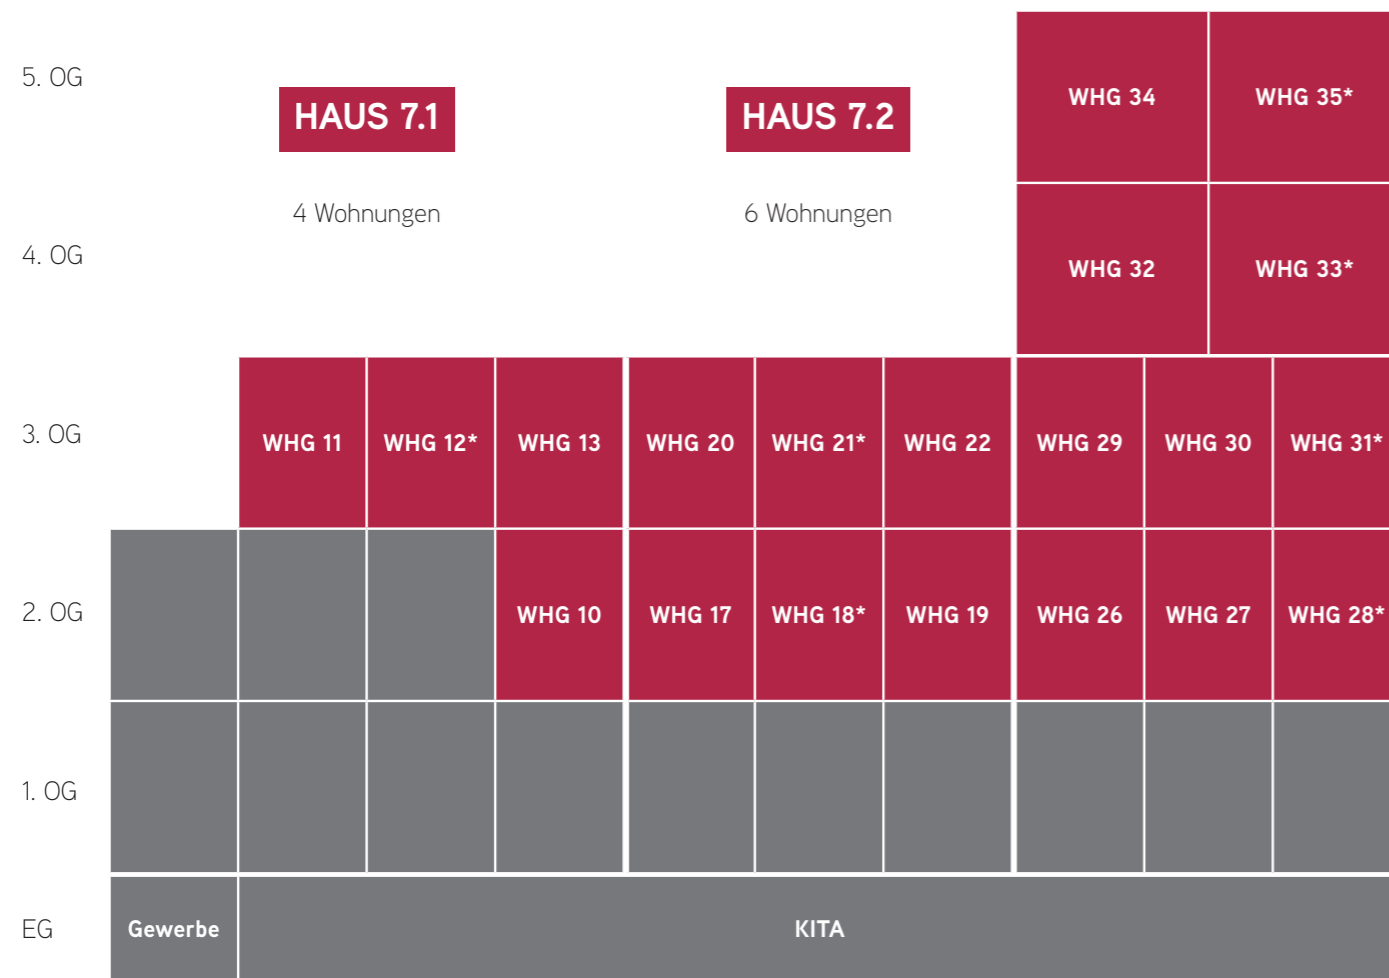 5. OG
HAUS 7.1
HAUS 7.2
WHG 34
WHG 35*
4 Wohnungen
6 Wohnungen
4. OG
WHG 32
WHG 33*
3. OG
WHG 11
WHG 12*
WHG 13
WHG 20
WHG 21*
WHG 22
WHG 29
WHG 30
WHG 31*
2. OG
WHG 10
WHG 17
WHG 18*
WHG 19
WHG 26
WHG 27
WHG 28*
1. OG
EG
Gewerbe
KITA